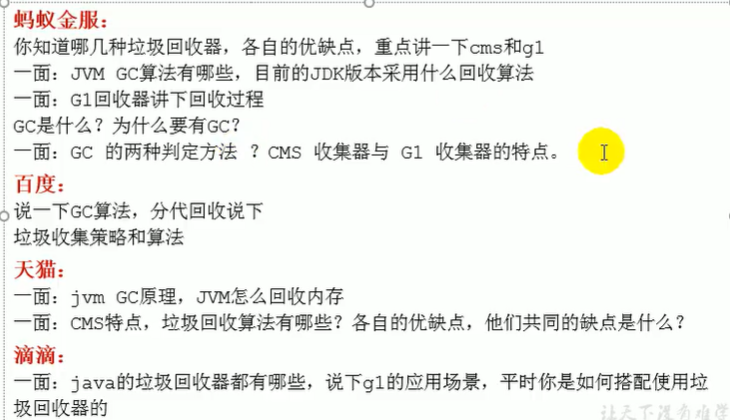 蚂蚁金服：
你知道哪几种垃圾回收器，各自的优缺点，重点讲一下cms和g1
一面：JVM GC算法有哪些，目前的JDK版本采用什么回收算法
一面：G1回收器讲下回收过程
GC是什么？为什么要有GC？
一面：GC 的两种判定方法 ？CMS 收集器与 G1 收集器的特点。
百度：
说一下GC算法，分代回收说下
垃圾收集策略和算法
天猫：
一面：jvm GC原理，JVM怎么回收内存
一面：CMS特点，垃圾回收算法有哪些？各自的优缺点，他们共同的缺点是什么？
滴滴：
一面：java的垃圾回收器都有哪些，说下g1的应用场景，平时你是如何搭配使用垃
圾回收器的
让天下没有难学